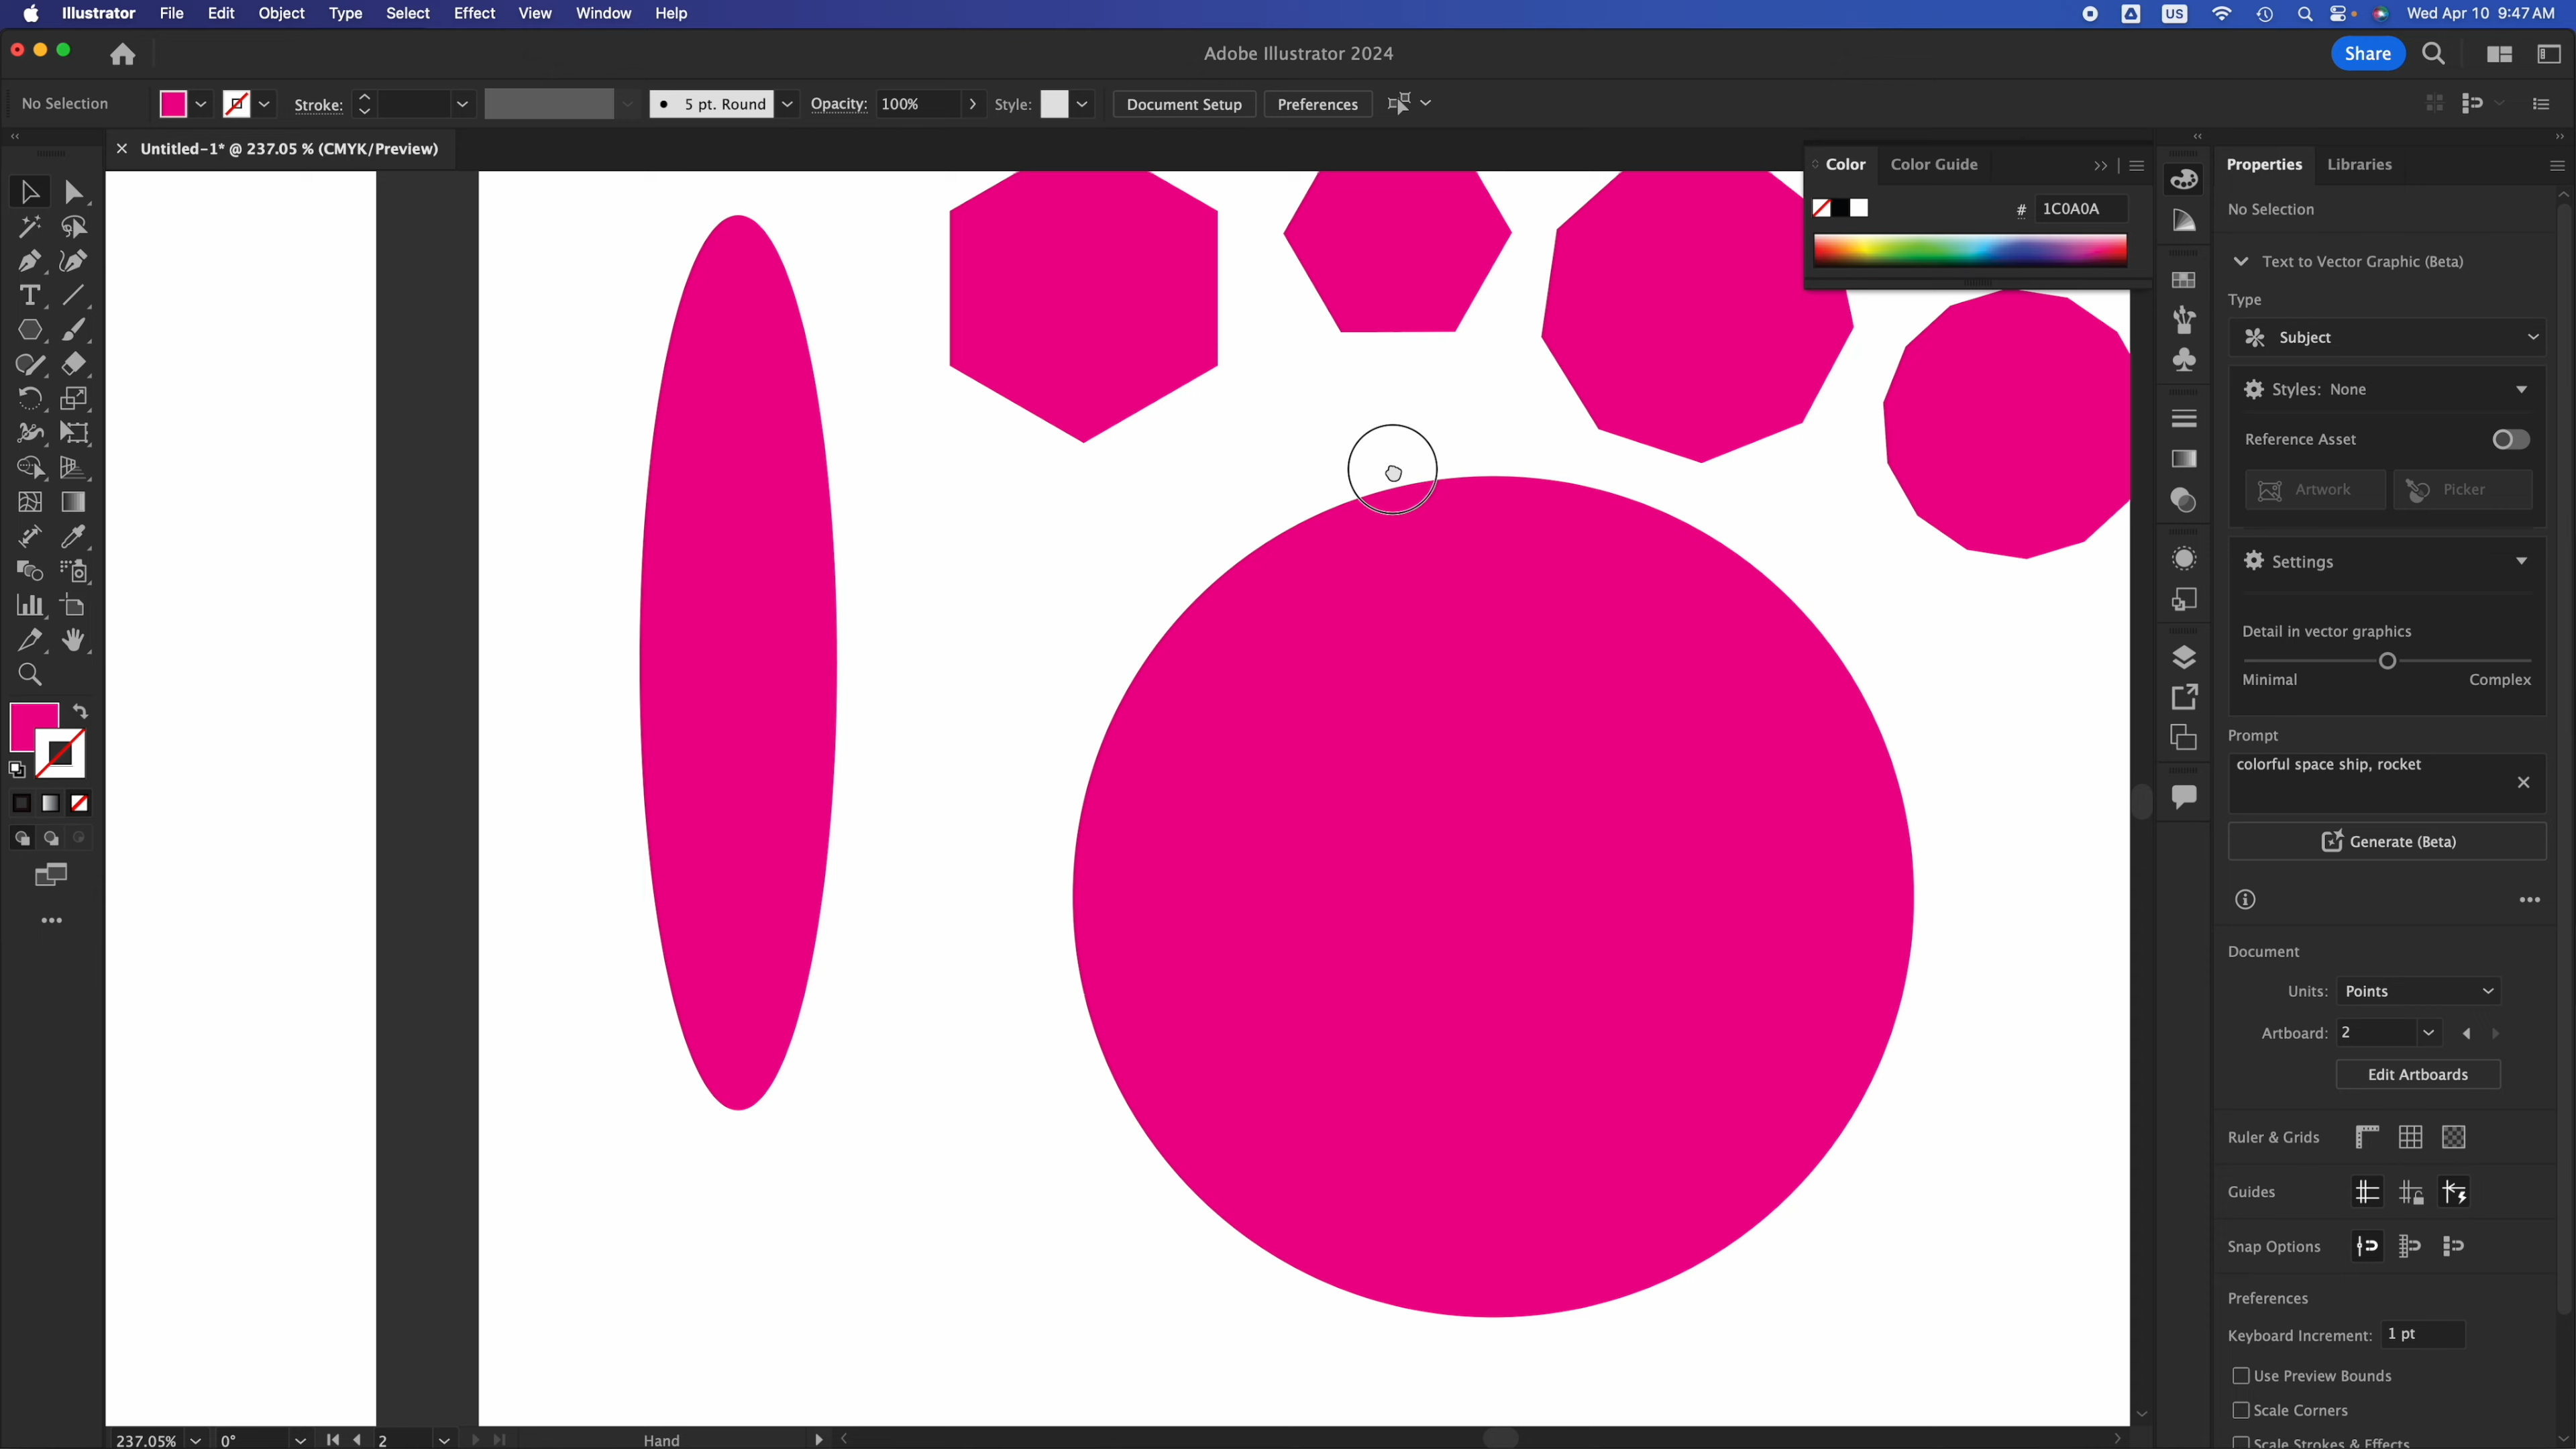 Illustrator File Edit Object Type Select Effect View Window Help US Wed Apr 10 9:47 AM
Adobe Illustrator 2024 Share
No Selection Stroke: 5 pt. Round Opacity: 100% Style: Document Setup Preferences
× Untitled-1* @ 237.05 % (CMYK/Preview)
Color Color Guide
# 1C0A0A
Properties Libraries
No Selection
Text to Vector Graphic (Beta)
Type
Subject
Styles: None
Reference Asset
Artwork Picker
Settings
Detail in vector graphics
Minimal Complex
Prompt
colorful space ship, rocket
Generate (Beta)
Document
Units: Points
Artboard: 2
Edit Artboards
Ruler & Grids
Guides
Snap Options
Preferences
Keyboard Increment: 1 pt
Use Preview Bounds
Scale Corners
Scale Strokes & Effects
237.05% 0° 2 Hand